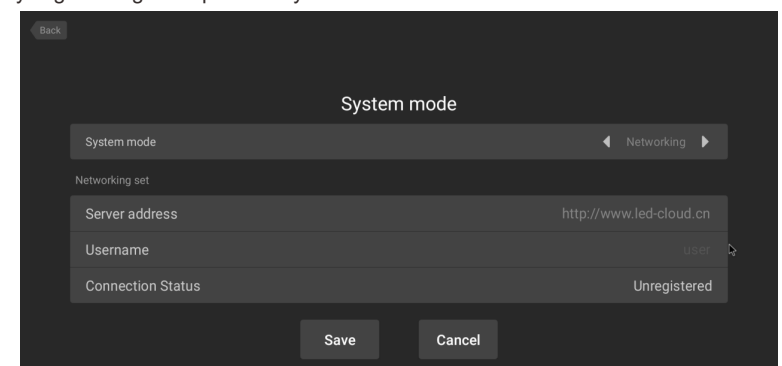 Back
System mode
System mode Networking
Networking set
Server address http://www.led-cloud.cn
Username user
Connection Status Unregistered
Save Cancel